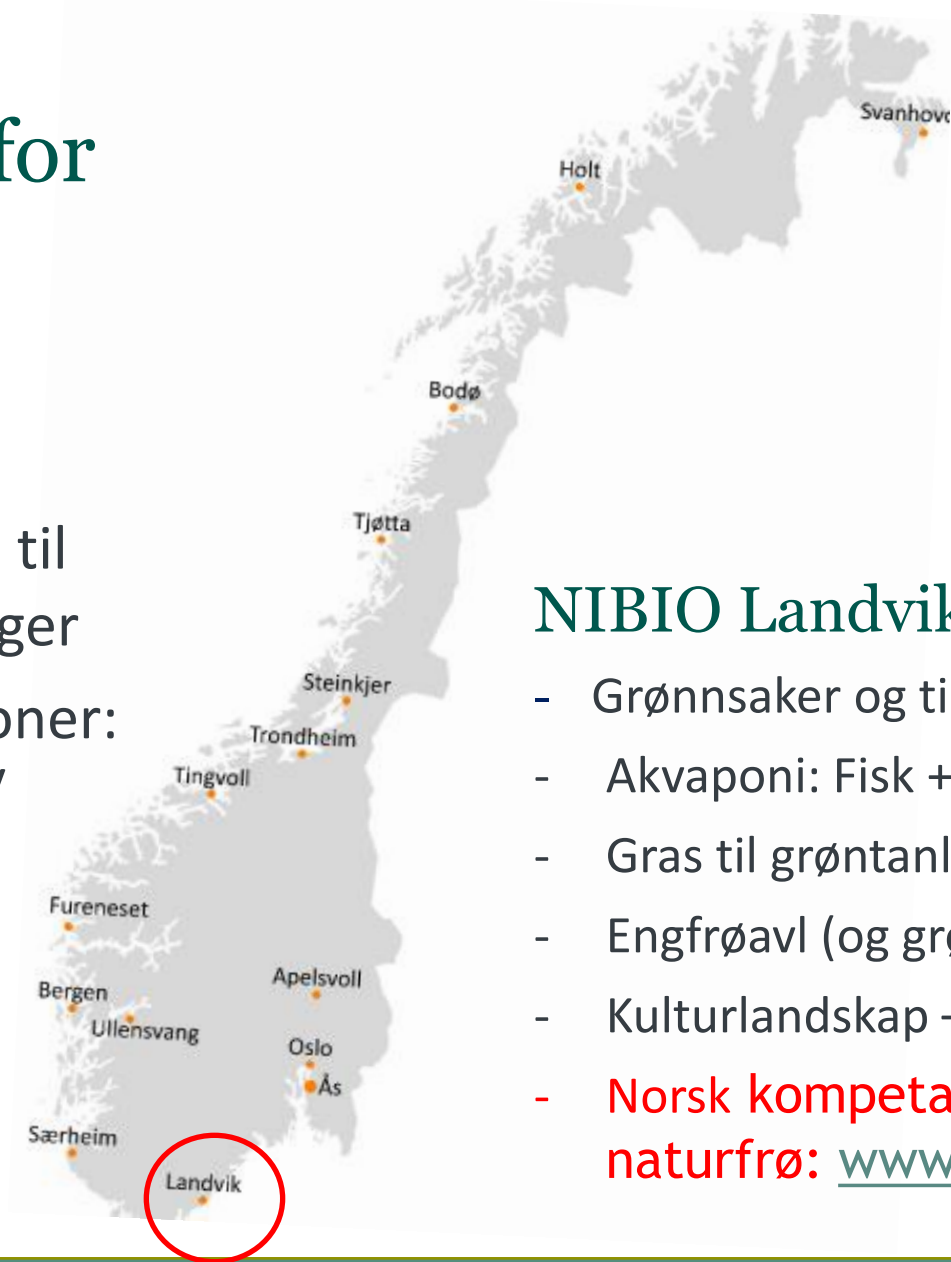 for
til
ger
oner:
Svanhovd
Holt
Bodø
Tjøtta
Steinkjer
Trondheim
Tingvoll
Fureneset
Bergen
Ullensvang
Apelsvoll
Oslo
Ås
Særheim
Landvik
NIBIO Landvik
- Grønnsaker og ti
- Akvaponi: Fisk +
- Gras til grøntanl
- Engfrøavl (og grø
- Kulturlandskap -
- Norsk kompeta
naturfrø: www